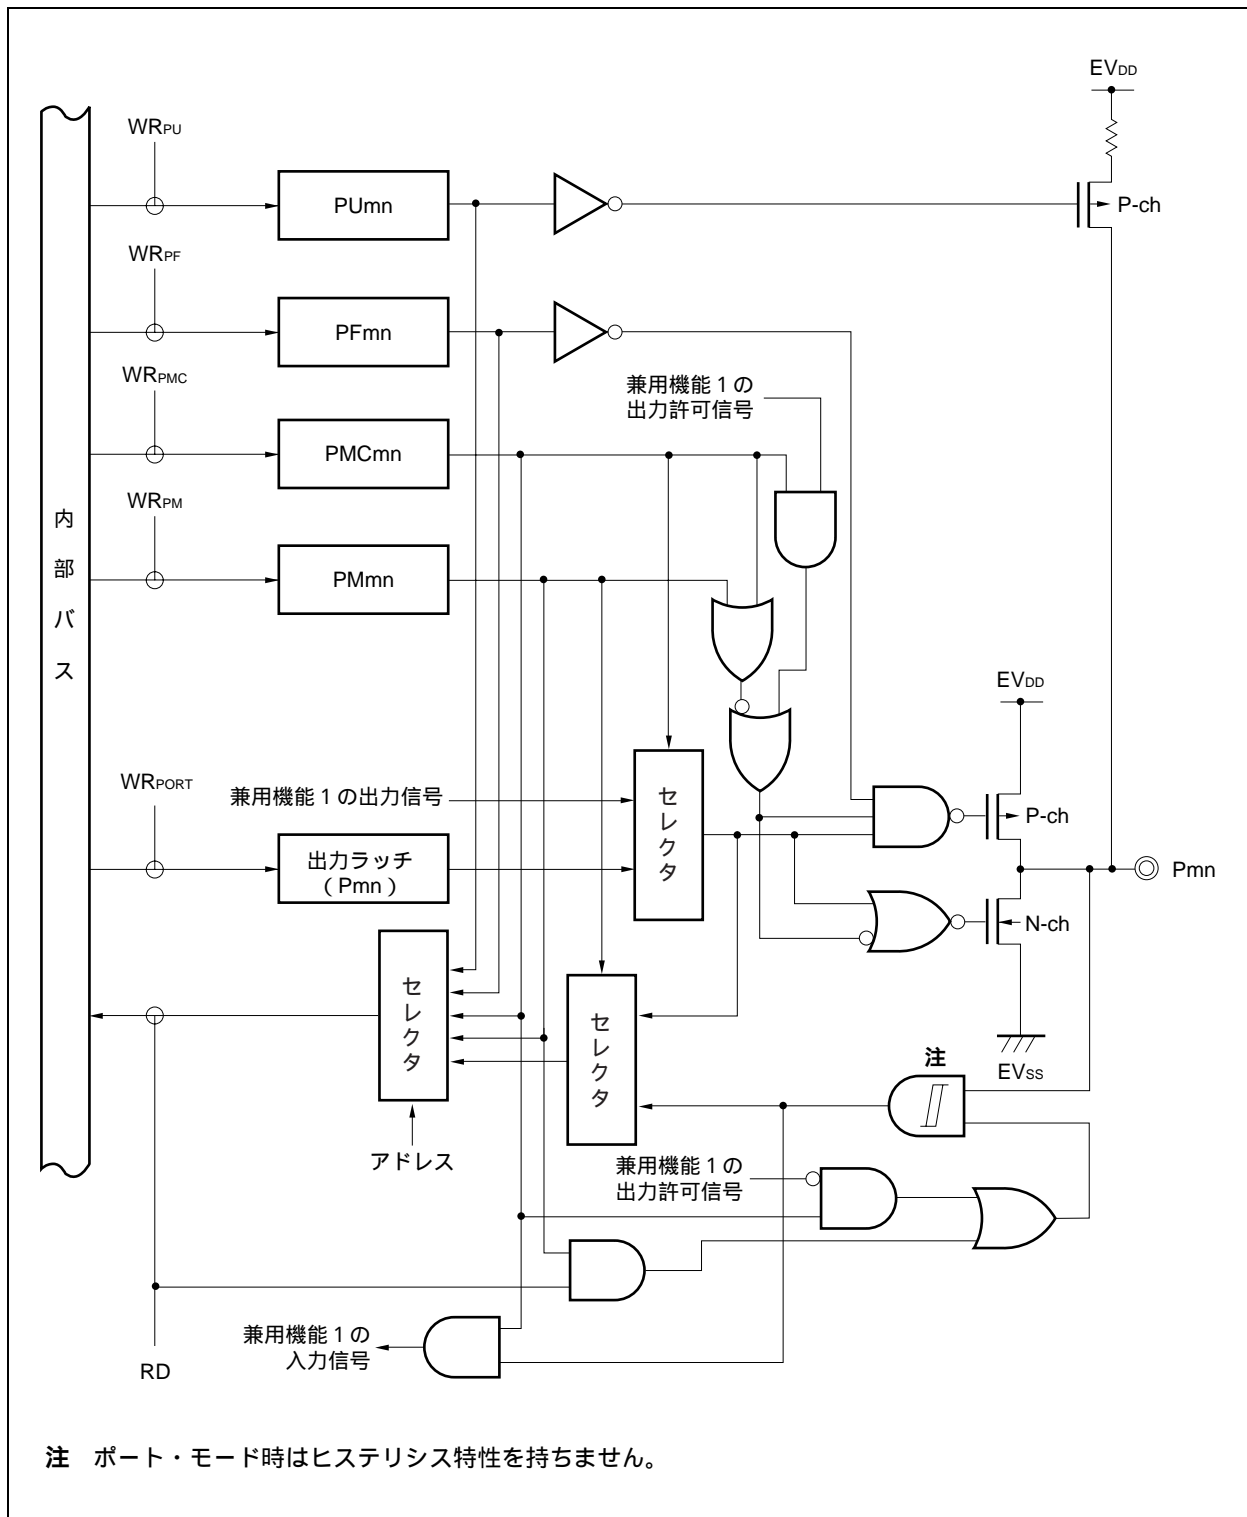 EVDD
WRPU
PUmn
P-ch
WRPF
PFmn
WRPMC
兼用機能1の
出力許可信号
PMCmn
WRPM
PMmn
内部バス
EVDD
WRPORT
兼用機能1の出力信号
セレクタ
P-ch
出力ラッチ
(Pmn)
Pmn
N-ch
セレクタ
セレクタ
注
EVSS
アドレス
兼用機能1の
出力許可信号
兼用機能1の
入力信号
RD
注 ポート・モード時はヒステリシス特性を持ちません。